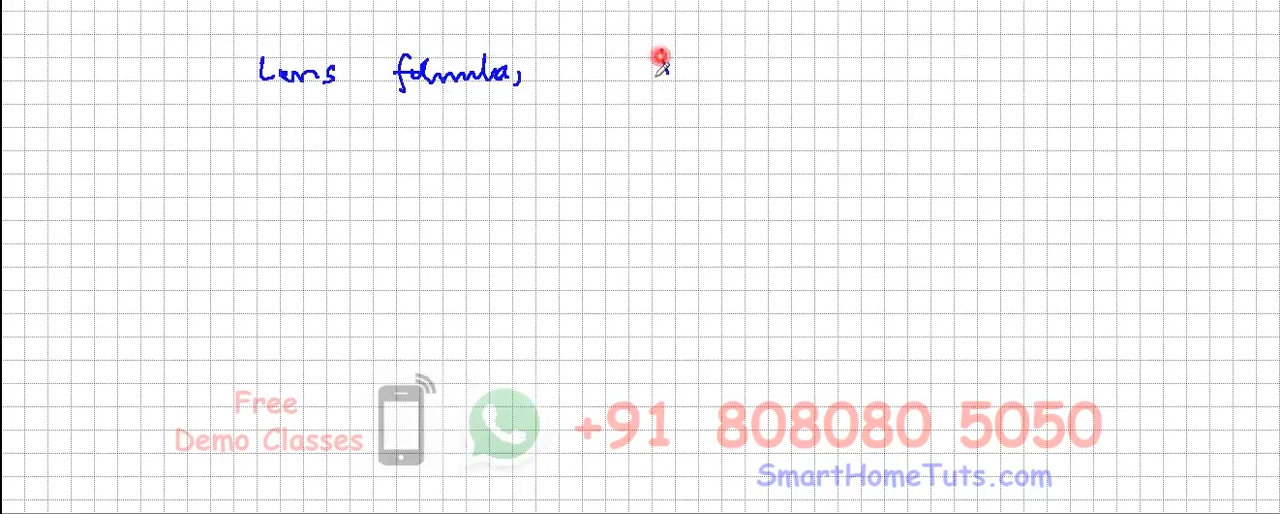 Lens formula,
Free
Demo Classes
+91 808080 5050
SmartHomeTuts.com